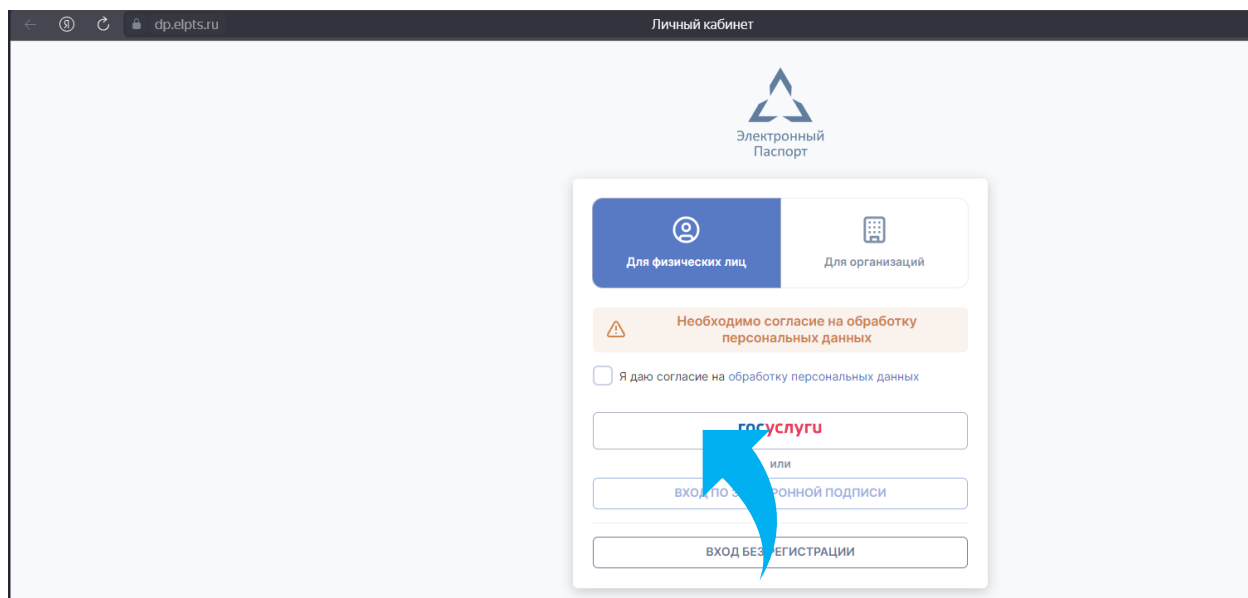 dp.elpts.ru
Личный кабинет
Электронный
Паспорт
Для физических лиц
Для организаций
Необходимо согласие на обработку
персональных данных
Я даю согласие на обработку персональных данных
госуслуги
или
ВХОД ПО ЭЛЕКТРОННОЙ ПОДПИСИ
ВХОД БЕЗ РЕГИСТРАЦИИ